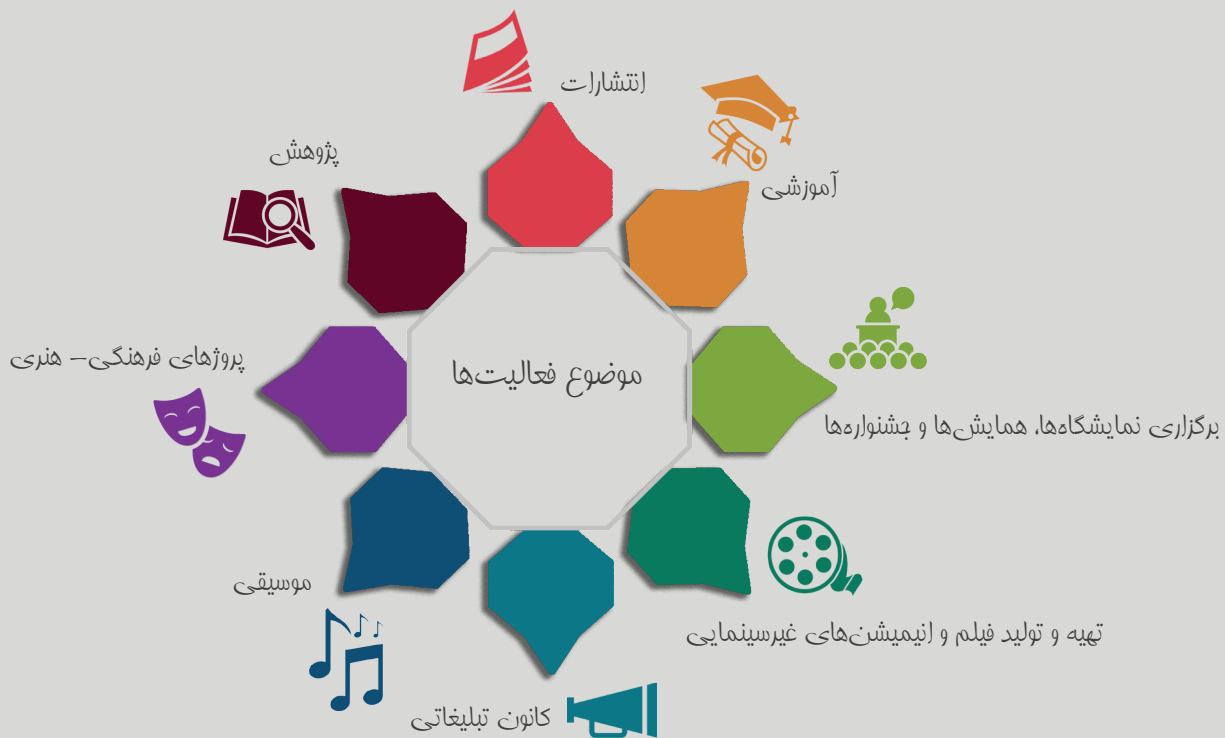 انتشارات
آموزشی
پژوهش
پروژهای فرهنگی- هنری
موضوع فعالیت‌ها
برگزاری نمایشگاه‌ها، همایش‌ها و جشنواره‌ها
موسیقی
تهیه و تولید فیلم و انیمیشن‌های غیرسینمایی
کانون تبلیغاتی